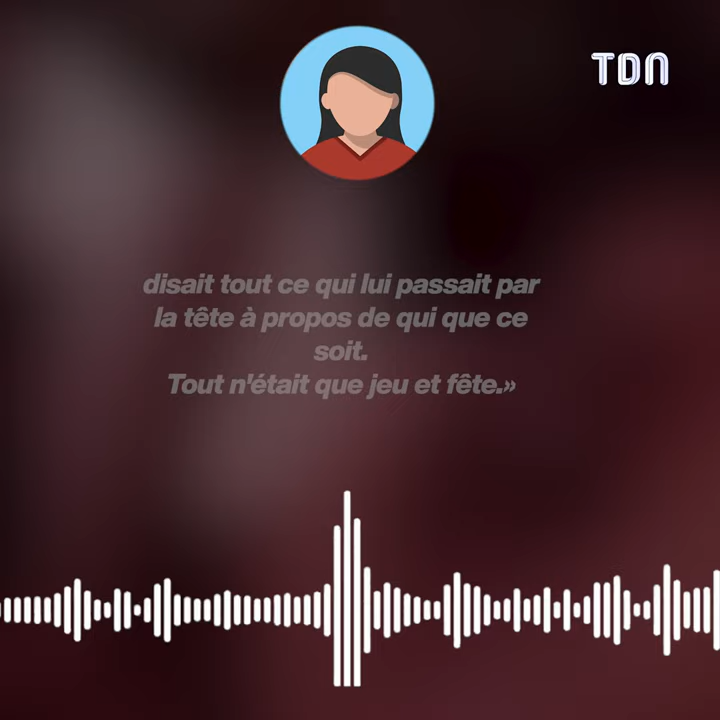 TDN
disait tout ce qui lui passait par
la tête à propos de qui que ce
soit.
Tout n'était que jeu et fête.»